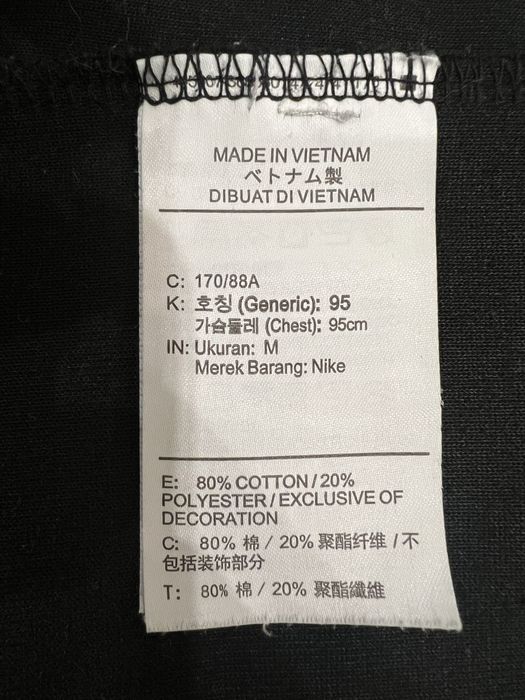 MADE IN VIETNAM
ベトナム製
DIBUAT DI VIETNAM
C: 170/88A
K: 호칭 (Generic): 95
가슴둘레 (Chest): 95cm
IN: Ukuran: M
Merek Barang: Nike
E: 80% COTTON / 20%
POLYESTER / EXCLUSIVE OF
DECORATION
C: 80% 棉 / 20% 聚酯纤维 / 不
包括装饰部分
T: 80% 棉 / 20% 聚酯纖維